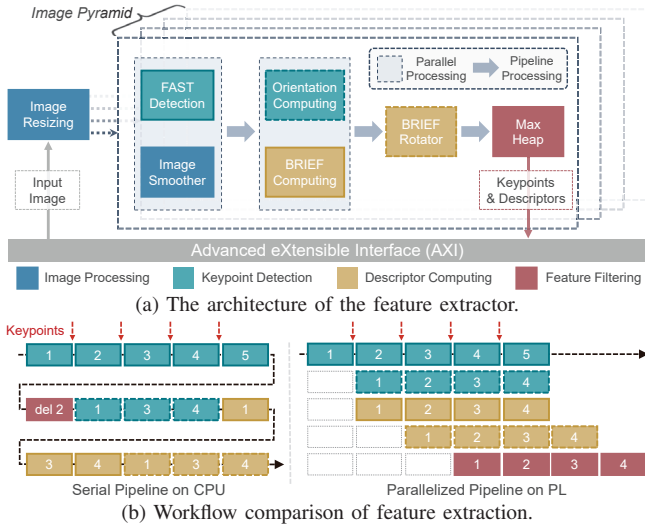 Image Pyramid
FAST
Detection
Orientation
Computing
Parallel
Processing
Pipeline
Processing
Image
Resizing
BRIEF
Rotator
Max
Heap
Image
Smoother
BRIEF
Computing
Input
Image
Keypoints
& Descriptors
Advanced eXtensible Interface (AXI)
Image Processing
Keypoint Detection
Descriptor Computing
Feature Filtering
(a) The architecture of the feature extractor.
Keypoints
1 2 3 4 5
del 2 1 3 4 1
3 4 1 3 4
Serial Pipeline on CPU
1 2 3 4 5
1 2 3 4
1 2 3 4
1 2 3 4
1 2 3 4
Parallelized Pipeline on PL
(b) Workflow comparison of feature extraction.